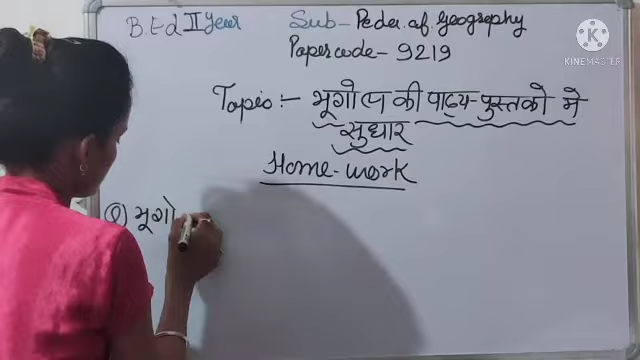 B.Ed II Year
Sub - Peda. of. Geography
Paper code - 9219
Topic :- भूगोल की पाठ्य-पुस्तको मे
सुधार
Home-work
Q) भूगो
KINEMASTER